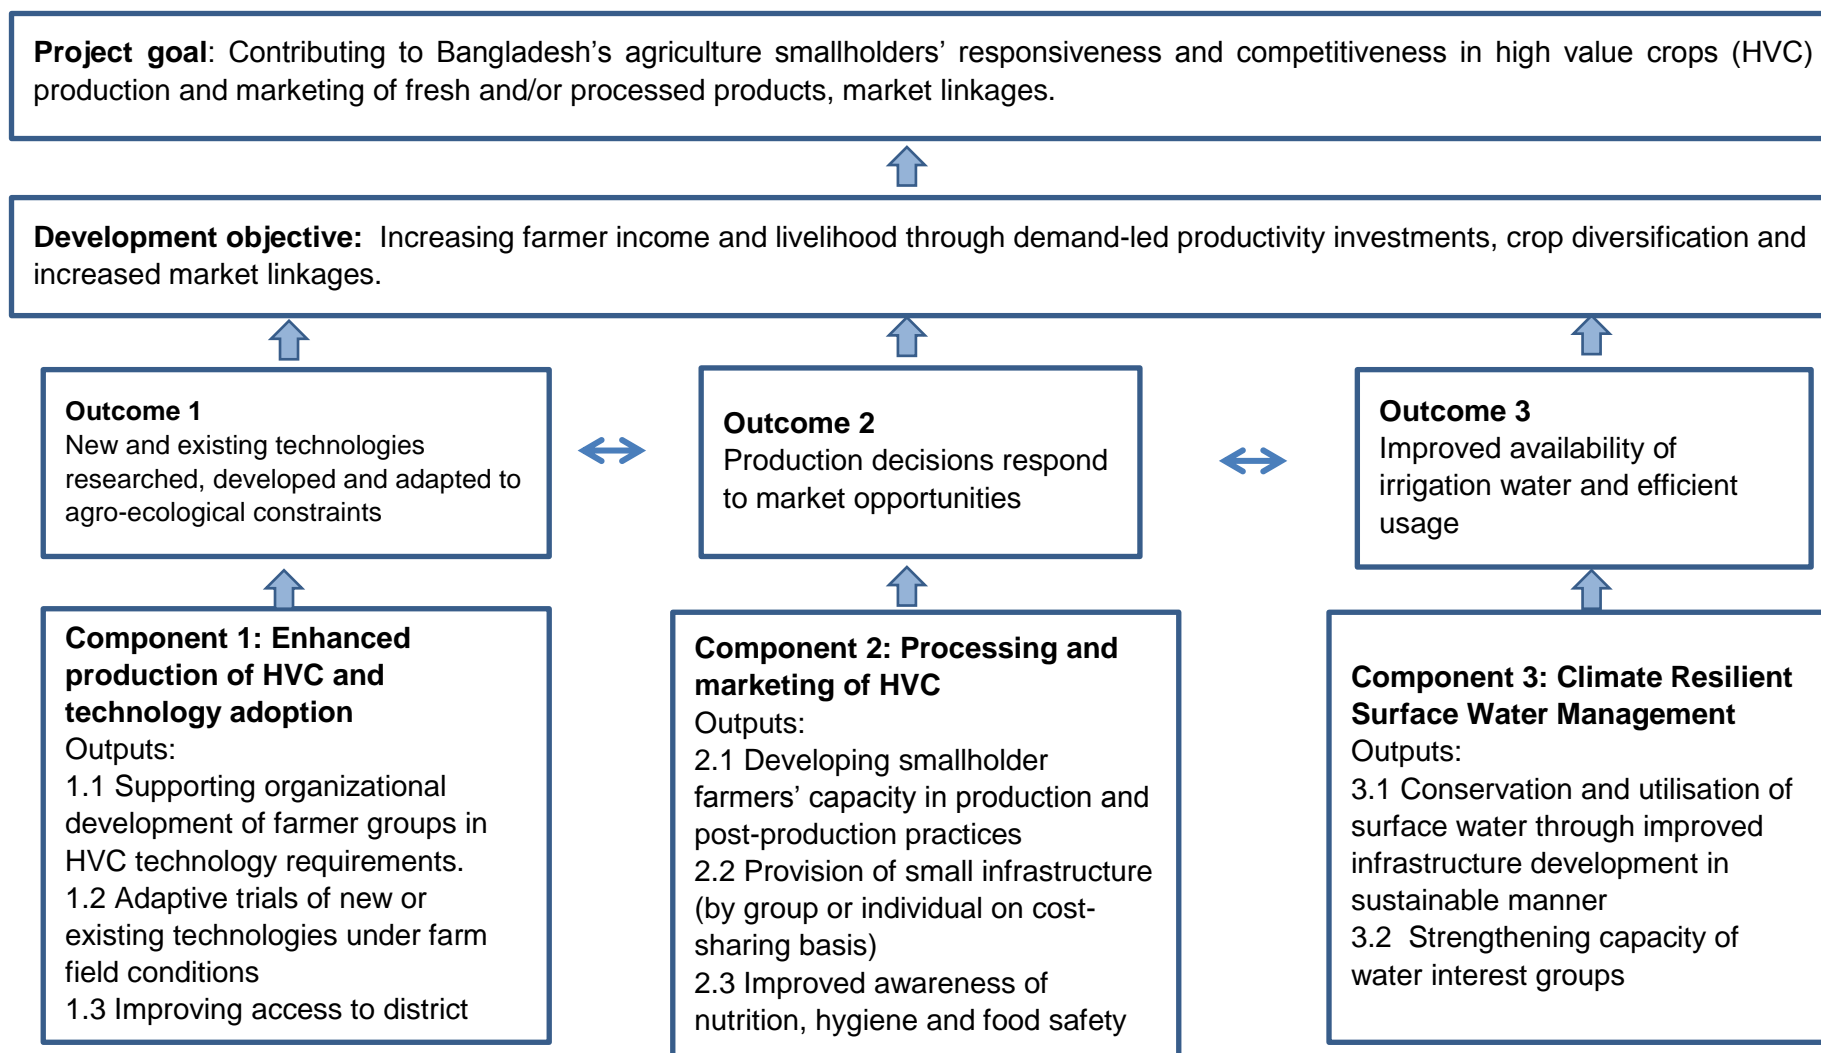 Project goal: Contributing to Bangladesh’s agriculture smallholders’ responsiveness and competitiveness in high value crops (HVC)
production and marketing of fresh and/or processed products, market linkages.
Development objective: Increasing farmer income and livelihood through demand-led productivity investments, crop diversification and
increased market linkages.
Outcome 1
New and existing technologies
researched, developed and adapted to
agro-ecological constraints
Outcome 2
Production decisions respond
to market opportunities
Outcome 3
Improved availability of
irrigation water and efficient
usage
Component 1: Enhanced
production of HVC and
technology adoption
Outputs:
1.1 Supporting organizational
development of farmer groups in
HVC technology requirements.
1.2 Adaptive trials of new or
existing technologies under farm
field conditions
1.3 Improving access to district
Component 2: Processing and
marketing of HVC
Outputs:
2.1 Developing smallholder
farmers’ capacity in production and
post-production practices
2.2 Provision of small infrastructure
(by group or individual on cost-
sharing basis)
2.3 Improved awareness of
nutrition, hygiene and food safety
Component 3: Climate Resilient
Surface Water Management
Outputs:
3.1 Conservation and utilisation of
surface water through improved
infrastructure development in
sustainable manner
3.2 Strengthening capacity of
water interest groups